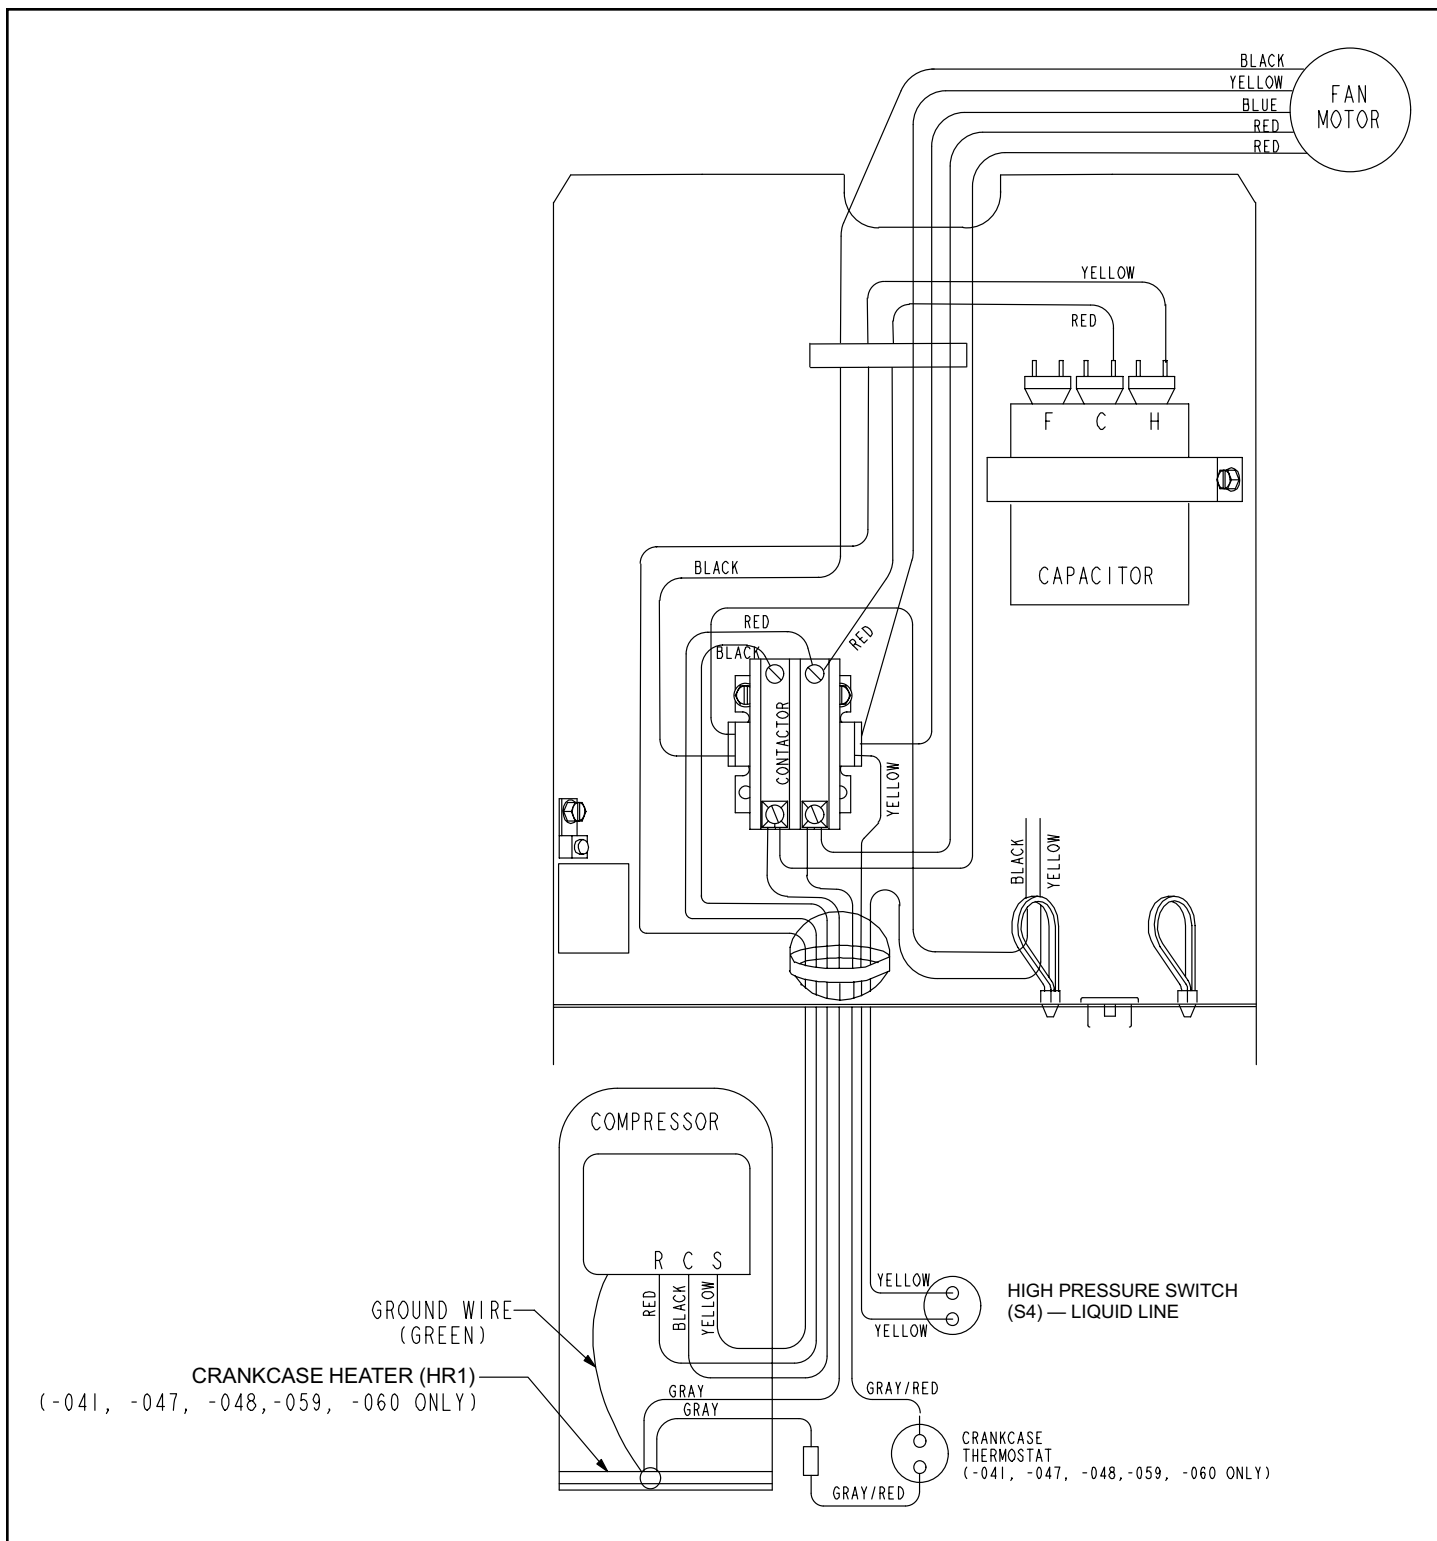 BLACK
YELLOW
BLUE
RED
RED
FAN
MOTOR
YELLOW
RED
F C H
CAPACITOR
BLACK
RED
RED
BLACK
CONTACTOR
YELLOW
BLACK
YELLOW
COMPRESSOR
R C S
RED
BLACK
YELLOW
GROUND WIRE
(GREEN)
CRANKCASE HEATER (HR1)
(-041, -047, -048,-059, -060 ONLY)
YELLOW
YELLOW
HIGH PRESSURE SWITCH
(S4) — LIQUID LINE
GRAY
GRAY
GRAY/RED
GRAY/RED
CRANKCASE
THERMOSTAT
(-041, -047, -048,-059, -060 ONLY)